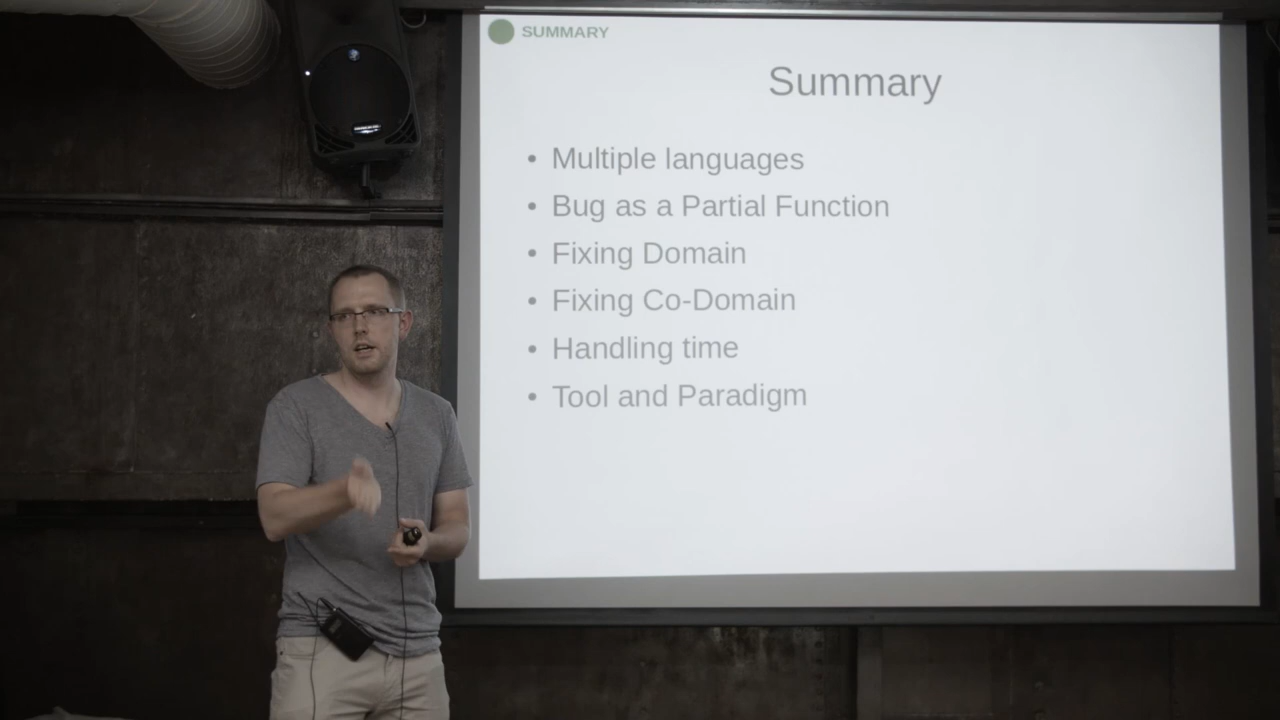 SUMMARY
Summary
• Multiple languages
• Bug as a Partial Function
• Fixing Domain
• Fixing Co-Domain
• Handling time
• Tool and Paradigm